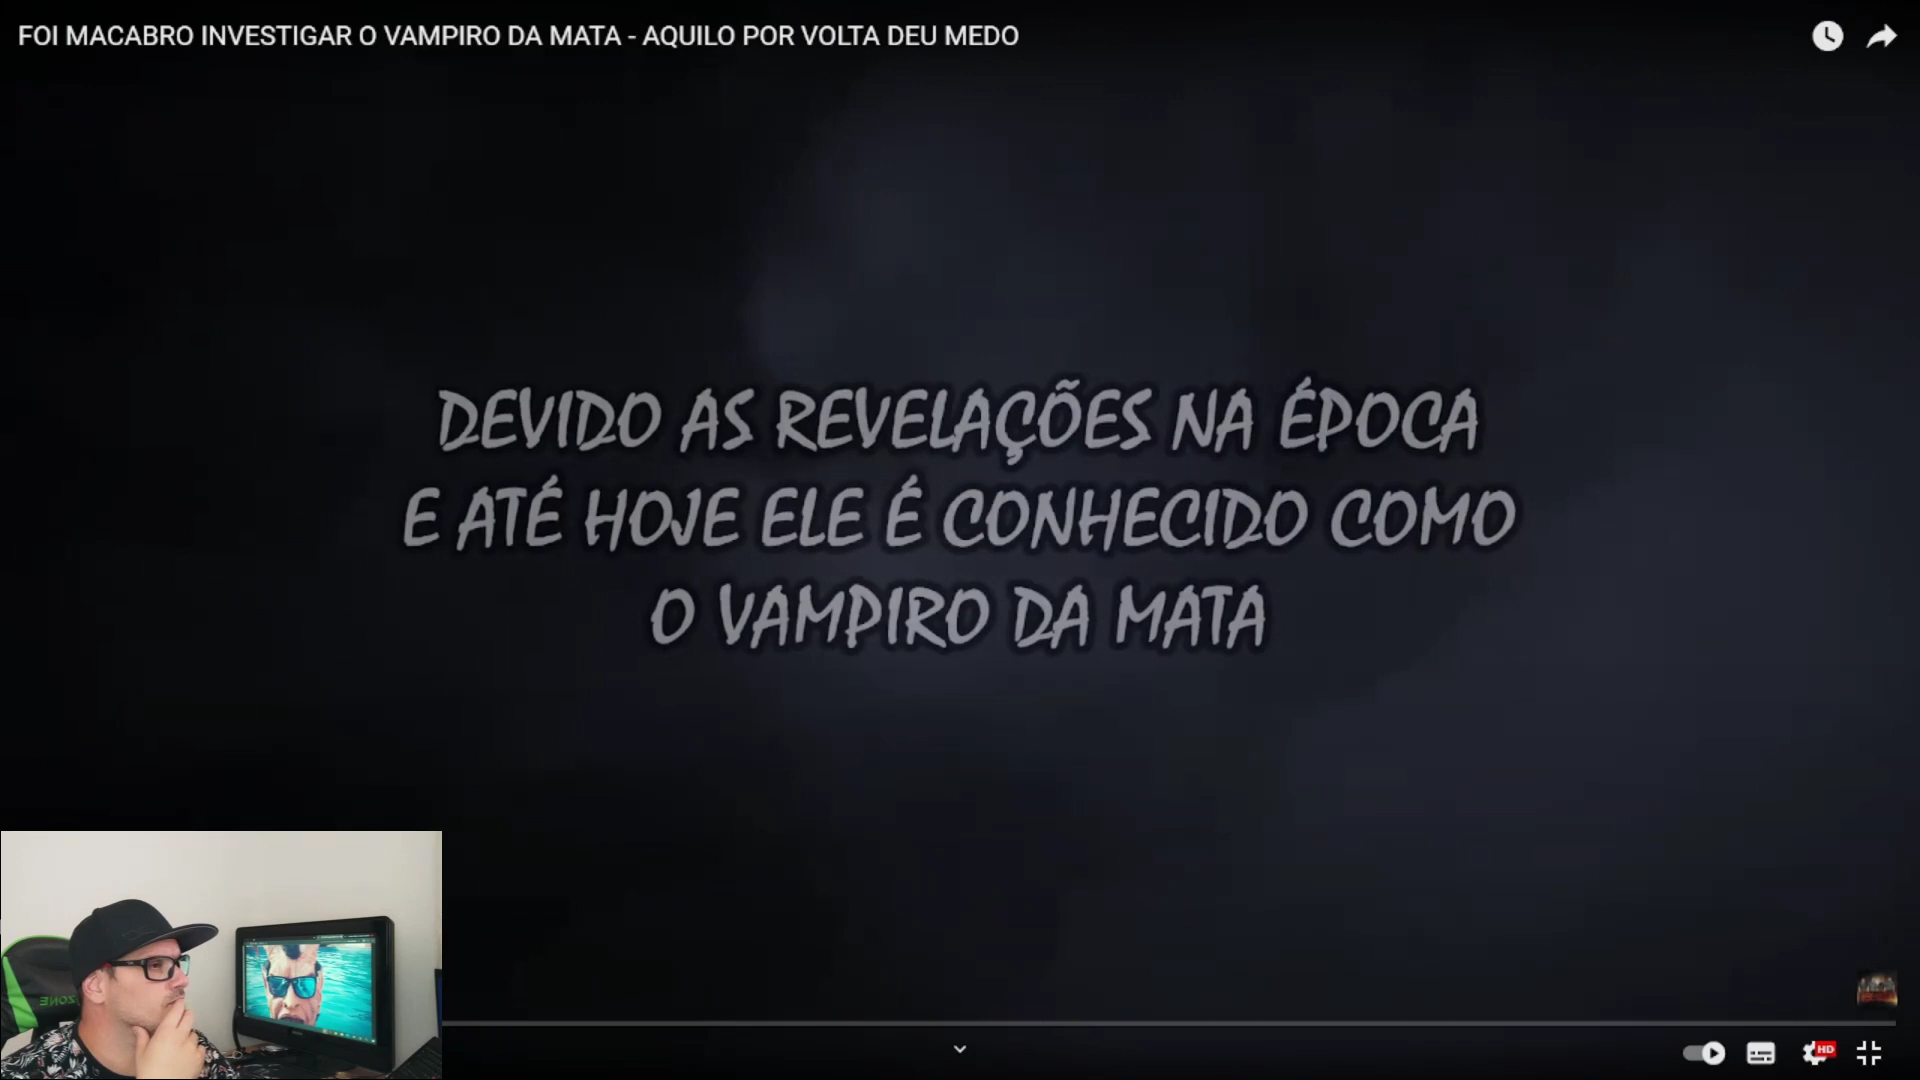 FOI MACABRO INVESTIGAR O VAMPIRO DA MATA - AQUILO POR VOLTA DEU MEDO
DEVIDO AS REVELAÇÕES NA ÉPOCA
E ATÉ HOJE ELE É CONHECIDO COMO
O VAMPIRO DA MATA
HD